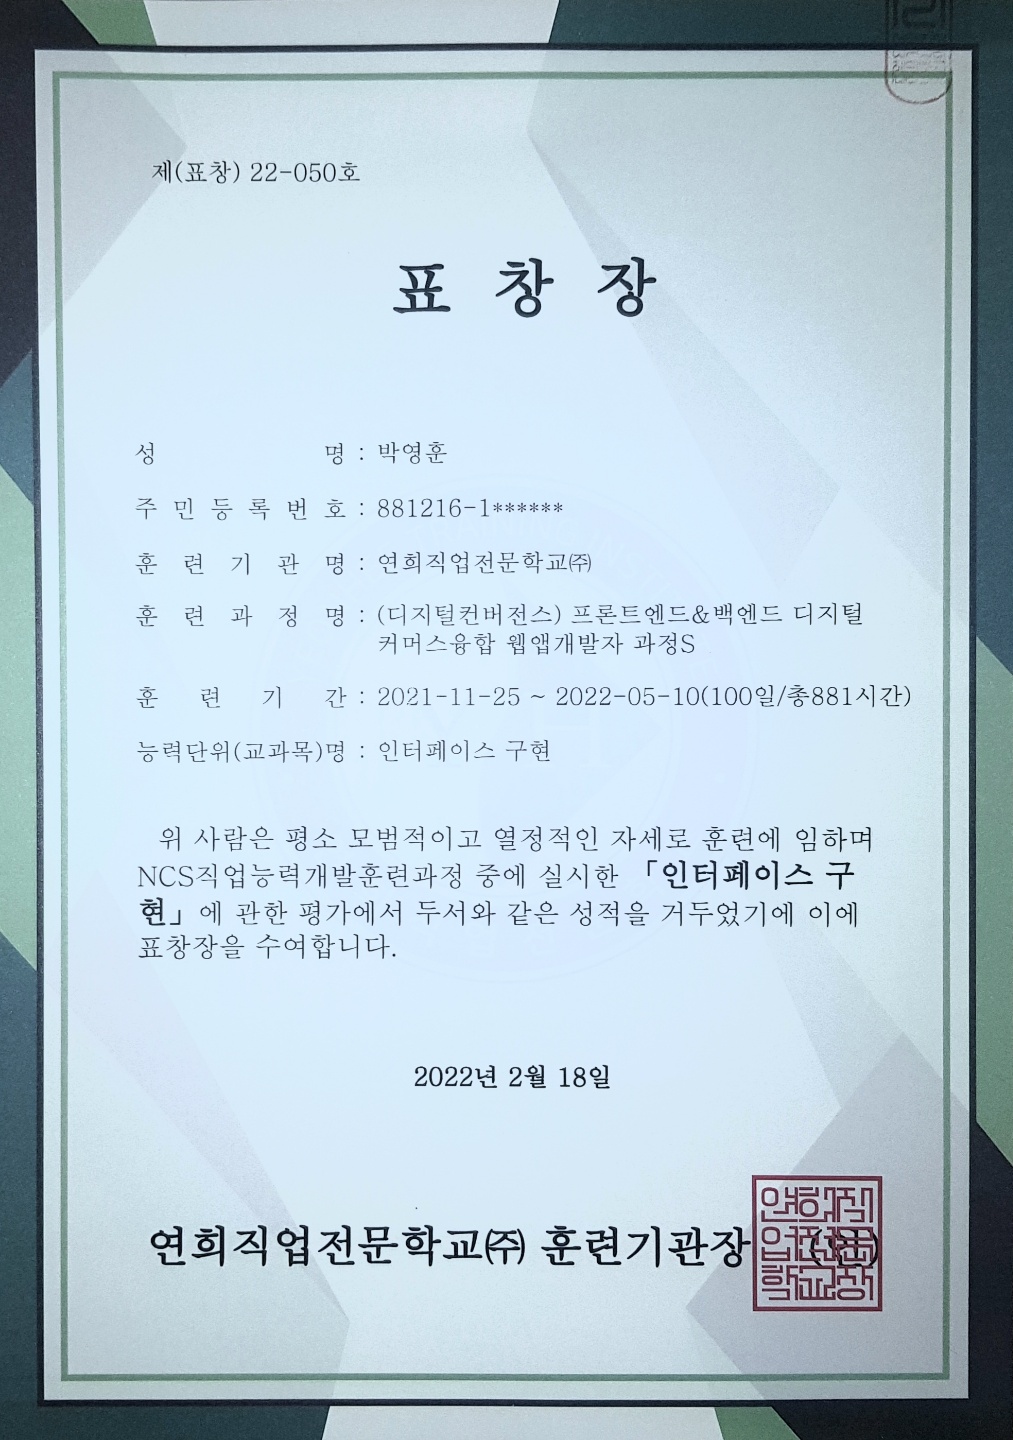 제(표창) 22-050호
표 창 장
성 명 : 박영훈
주 민 등 록 번 호 : 881216-1******
훈 련 기 관 명 : 연희직업전문학교㈜
훈 련 과 정 명 : (디지털컨버전스) 프론트엔드&백엔드 디지털
커머스융합 웹앱개발자 과정S
훈 련 기 간 : 2021-11-25 ~ 2022-05-10(100일/총881시간)
능력단위(교과목)명 : 인터페이스 구현
위 사람은 평소 모범적이고 열정적인 자세로 훈련에 임하며
NCS직업능력개발훈련과정 중에 실시한 「인터페이스 구
현」에 관한 평가에서 두서와 같은 성적을 거두었기에 이에
표창장을 수여합니다.
2022년 2월 18일
연희직업전문학교㈜ 훈련기관장 (인)
연희직
업전문
학교장